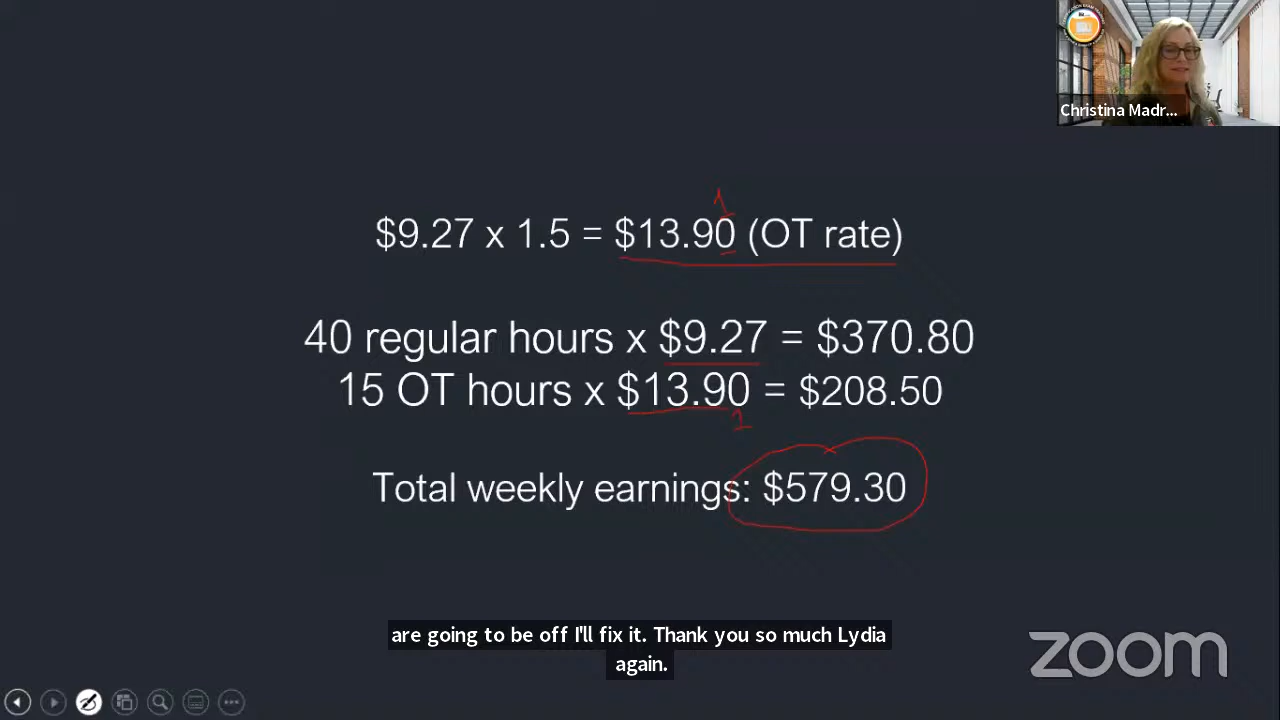 Christina Madr...
1
$9.27 x 1.5 = $13.90 (OT rate)
40 regular hours x $9.27 = $370.80
15 OT hours x $13.90 = $208.50
1
Total weekly earnings: $579.30
are going to be off I'll fix it. Thank you so much Lydia
again.
zoom